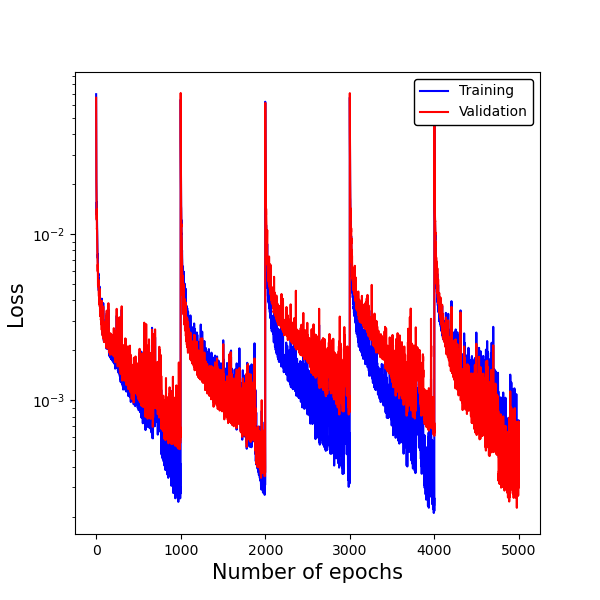 Training
Validation
10⁻²
10⁻³
Loss
0 1000 2000 3000 4000 5000
Number of epochs